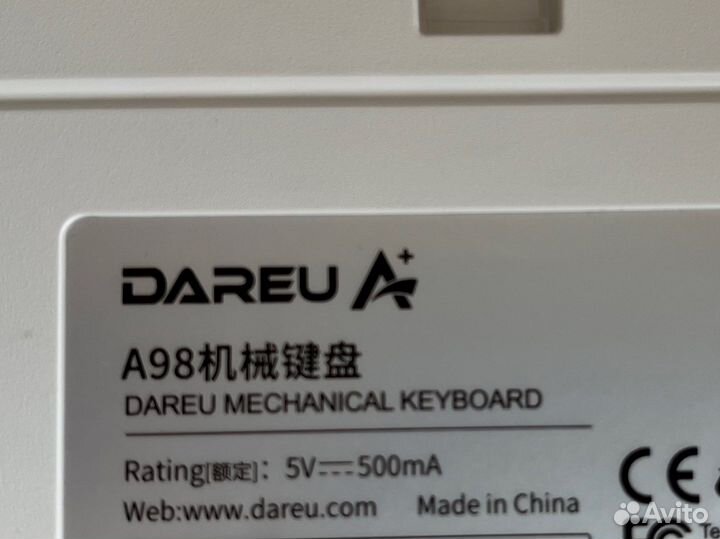 DAREU A+
A98机械键盘
DAREU MECHANICAL KEYBOARD
Rating[额定]: 5V⎓500mA
Web:www.dareu.com Made in China
CE
FC
Avito